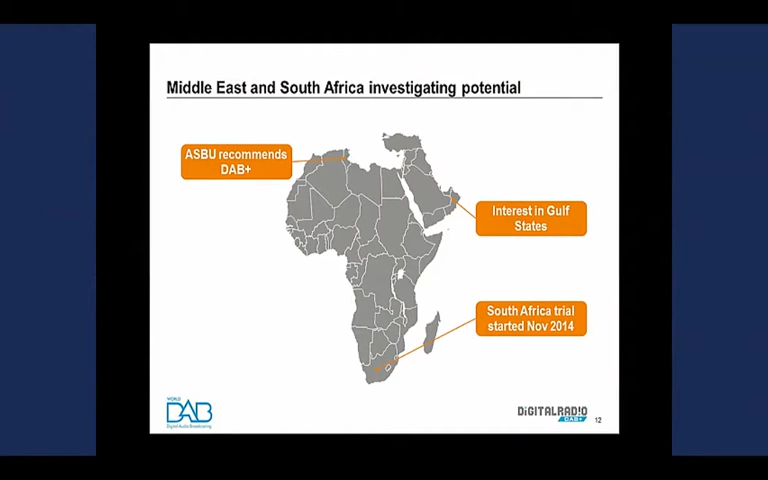 Middle East and South Africa investigating potential
ASBU recommends
DAB+
Interest in Gulf
States
South Africa trial
started Nov 2014
WORLD
DAB
Digital Audio Broadcasting
DiGiTALRADIO
DAB+
12